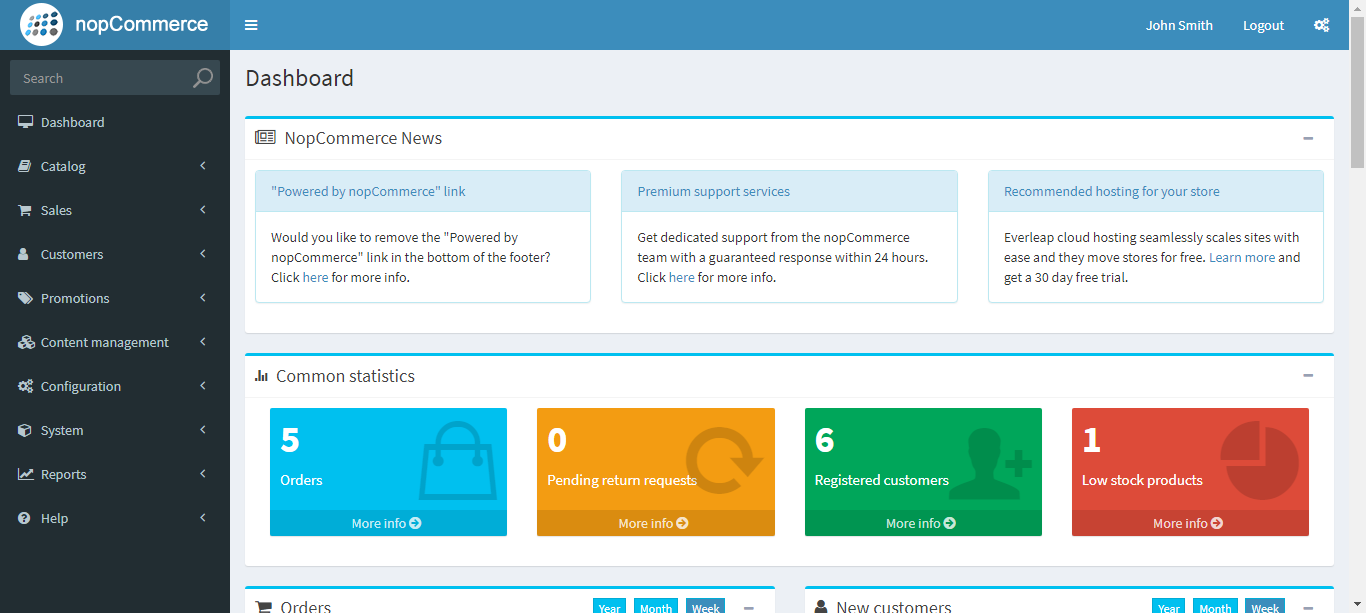 nopCommerce
John Smith
Logout
Search
Dashboard
Catalog
Sales
Customers
Promotions
Content management
Configuration
System
Reports
Help
Dashboard
NopCommerce News
"Powered by nopCommerce" link
Would you like to remove the "Powered by
nopCommerce" link in the bottom of the footer?
Click here for more info.
Premium support services
Get dedicated support from the nopCommerce
team with a guaranteed response within 24 hours.
Click here for more info.
Recommended hosting for your store
Everleap cloud hosting seamlessly scales sites with
ease and they move stores for free. Learn more and
get a 30 day free trial.
Common statistics
5
Orders
More info
0
Pending return requests
More info
6
Registered customers
More info
1
Low stock products
More info
Orders
Year
Month
Week
New customers
Year
Month
Week